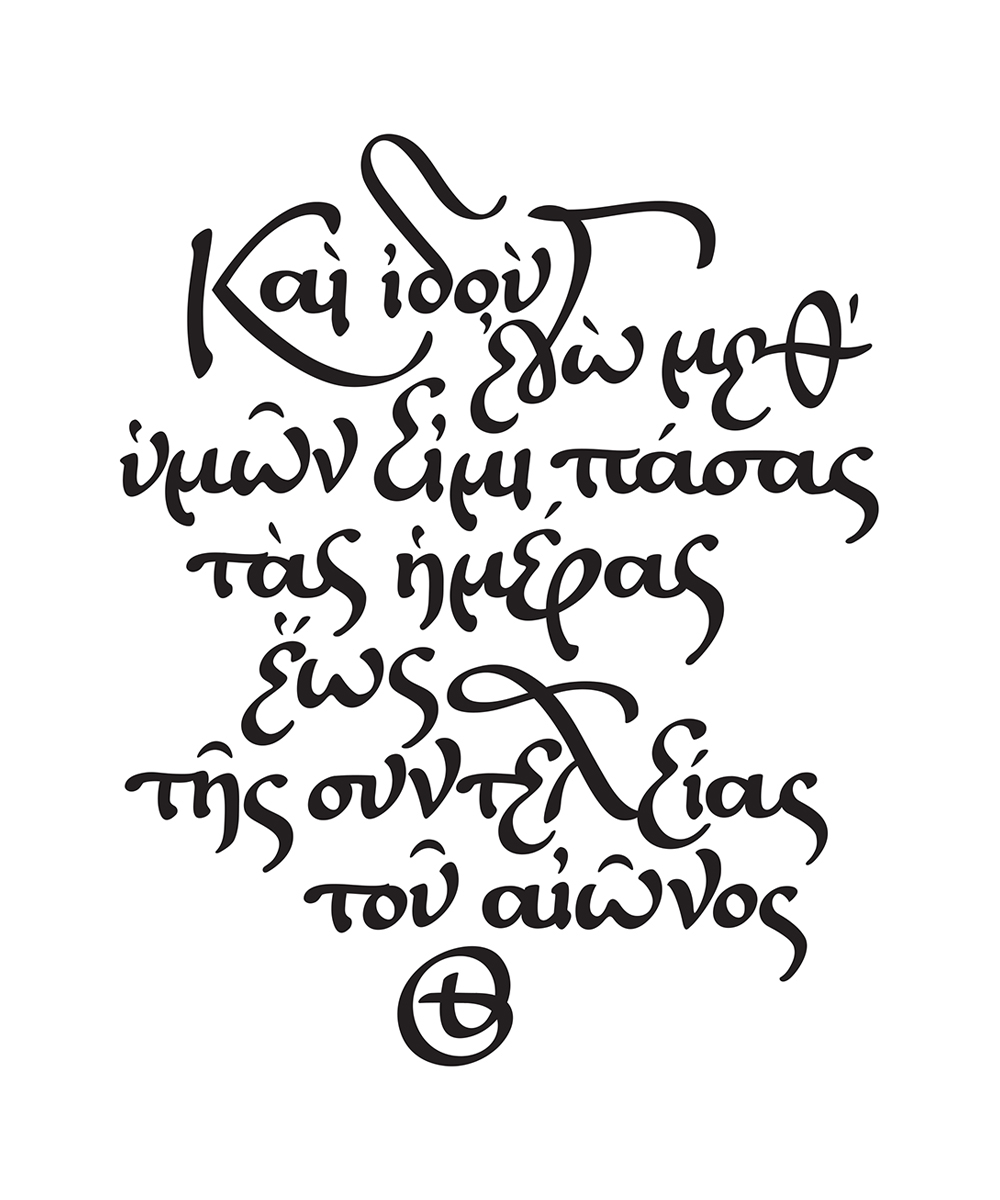 Καὶ ἰδοὺ
ἐγὼ μεθ'
ὑμῶν εἰμι πάσας
τὰς ἡμέρας
ἕως
τῆς συντελείας
τοῦ αἰῶνος